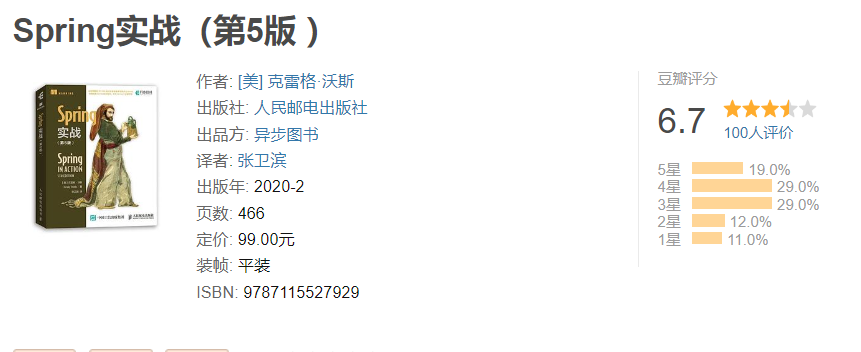 Spring实战（第5版 ）
Spring
实战
（第5版）
Spring
IN ACTION
作者: [美] 克雷格·沃斯
出版社: 人民邮电出版社
出品方: 异步图书
译者: 张卫滨
出版年: 2020-2
页数: 466
定价: 99.00元
装帧: 平装
ISBN: 9787115527929
豆瓣评分
6.7
100人评价
5星 19.0%
4星 29.0%
3星 29.0%
2星 12.0%
1星 11.0%